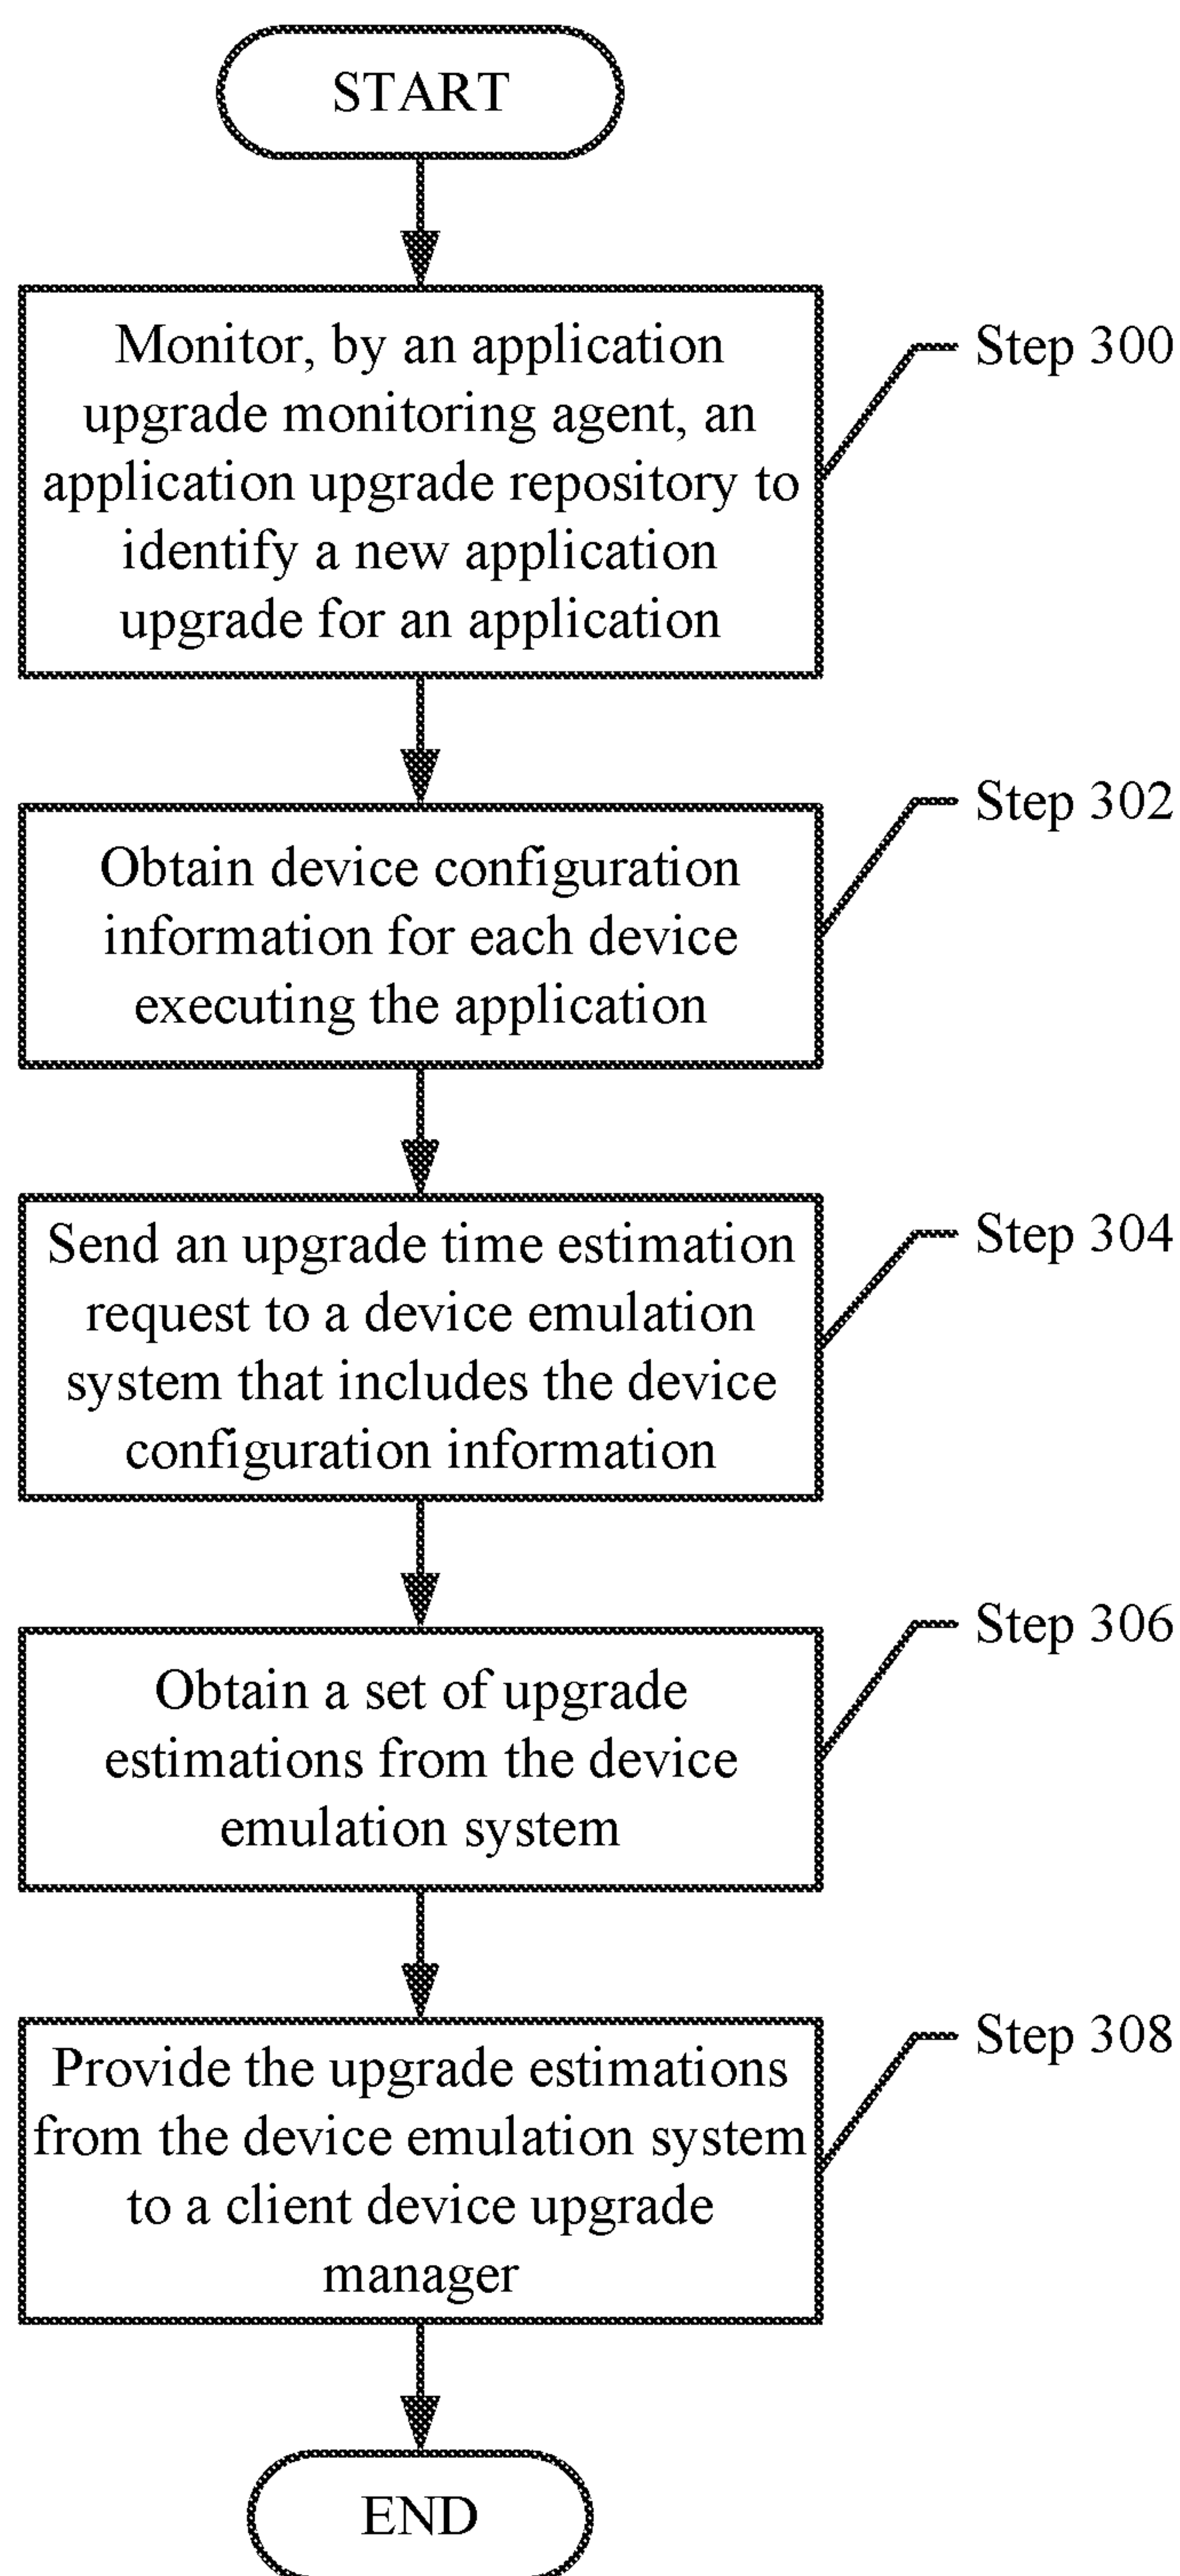 START
Monitor, by an application
upgrade monitoring agent, an
application upgrade repository to
identify a new application
upgrade for an application
Step 300
Obtain device configuration
information for each device
executing the application
Step 302
Send an upgrade time estimation
request to a device emulation
system that includes the device
configuration information
Step 304
Obtain a set of upgrade
estimations from the device
emulation system
Step 306
Provide the upgrade estimations
from the device emulation system
to a client device upgrade
manager
Step 308
END